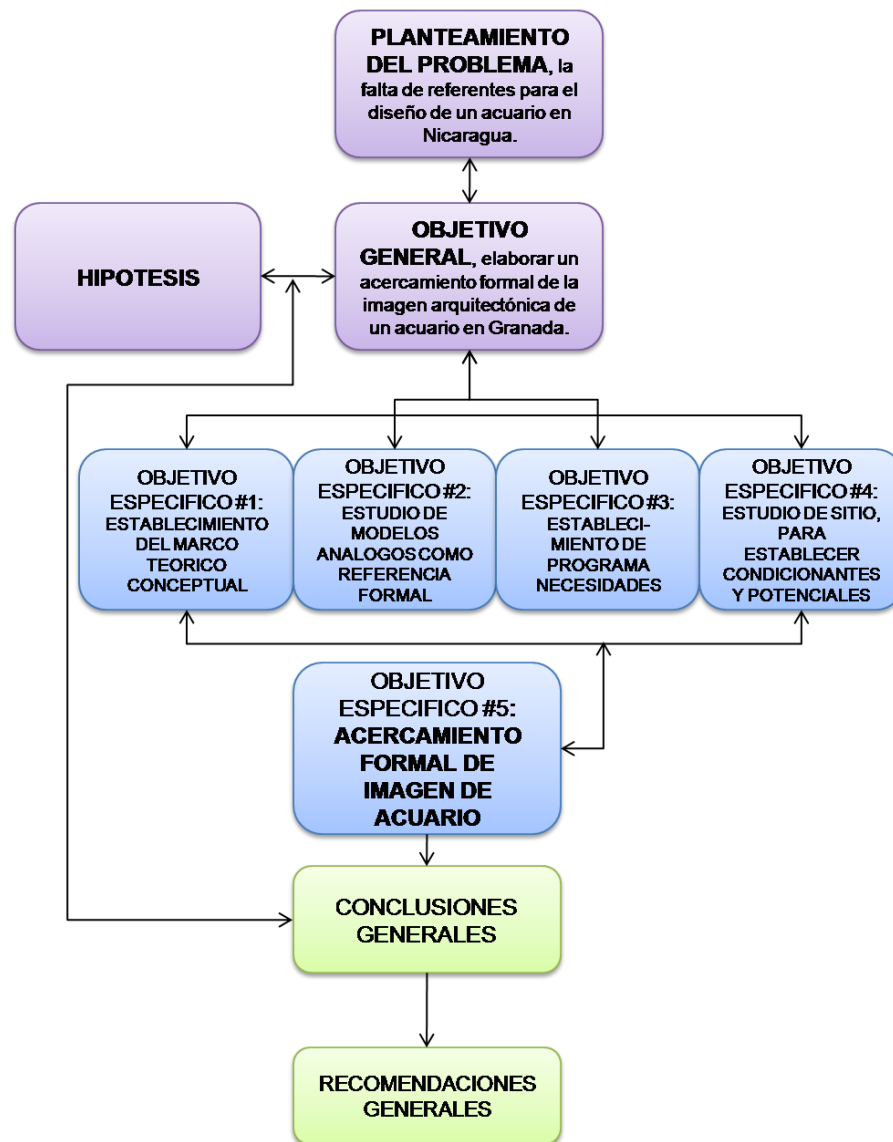 PLANTEAMIENTO
DEL PROBLEMA, la
falta de referentes para el
diseño de un acuario en
Nicaragua.
HIPOTESIS
OBJETIVO
GENERAL, elaborar un
acercamiento formal de la
imagen arquitectónica de
un acuario en Granada.
OBJETIVO
ESPECIFICO #1:
ESTABLECIMIENTO
DEL MARCO
TEORICO
CONCEPTUAL
OBJETIVO
ESPECIFICO #2:
ESTUDIO DE
MODELOS
ANALOGOS COMO
REFERENCIA
FORMAL
OBJETIVO
ESPECIFICO #3:
ESTABLECI-
MIENTO DE
PROGRAMA
NECESIDADES
OBJETIVO
ESPECIFICO #4:
ESTUDIO DE SITIO,
PARA
ESTABLECER
CONDICIONANTES
Y POTENCIALES
OBJETIVO
ESPECIFICO #5:
ACERCAMIENTO
FORMAL DE
IMAGEN DE
ACUARIO
CONCLUSIONES
GENERALES
RECOMENDACIONES
GENERALES